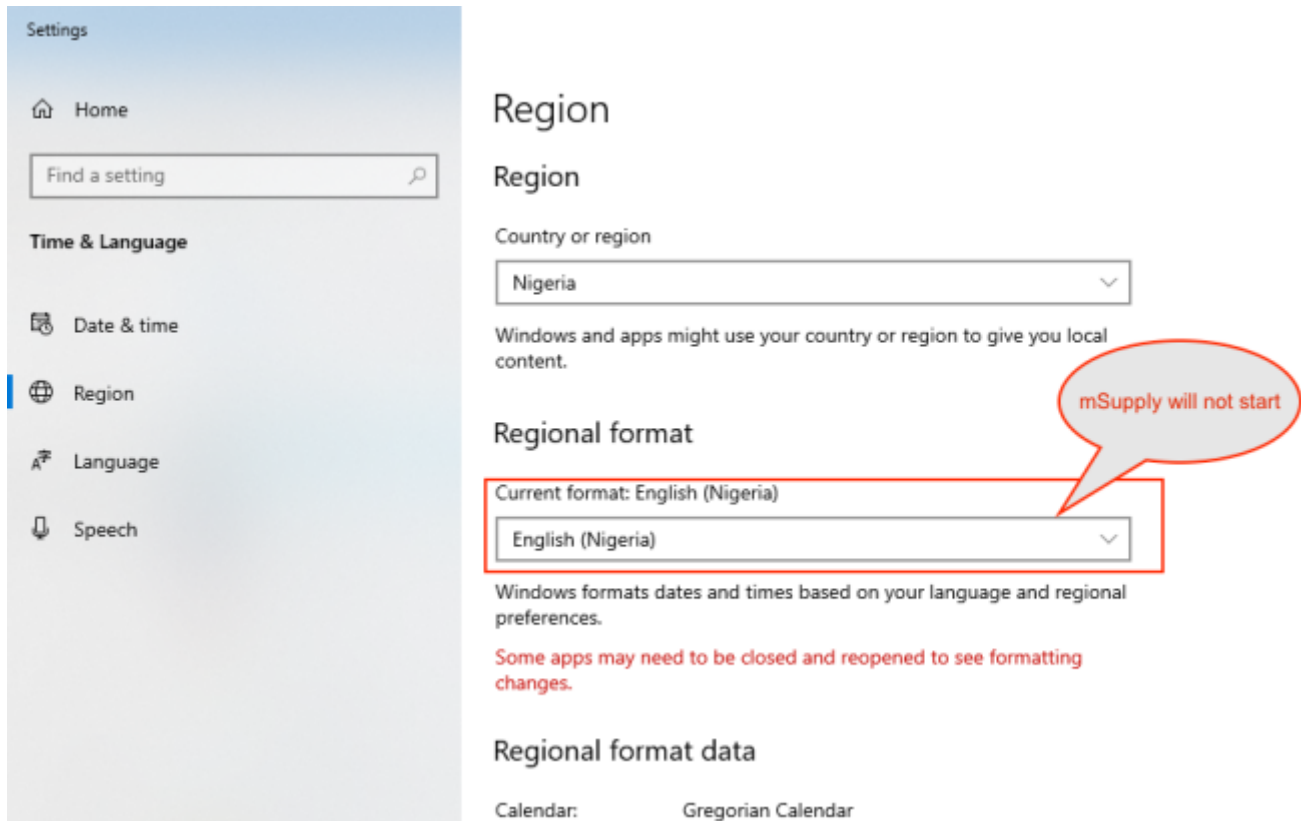 Settings
Home
Find a setting
Time & Language
Date & time
Region
Language
Speech
Region
Region
Country or region
Nigeria
Windows and apps might use your country or region to give you local
content.
mSupply will not start
Regional format
Current format: English (Nigeria)
English (Nigeria)
Windows formats dates and times based on your language and regional
preferences.
Some apps may need to be closed and reopened to see formatting
changes.
Regional format data
Calendar: Gregorian Calendar